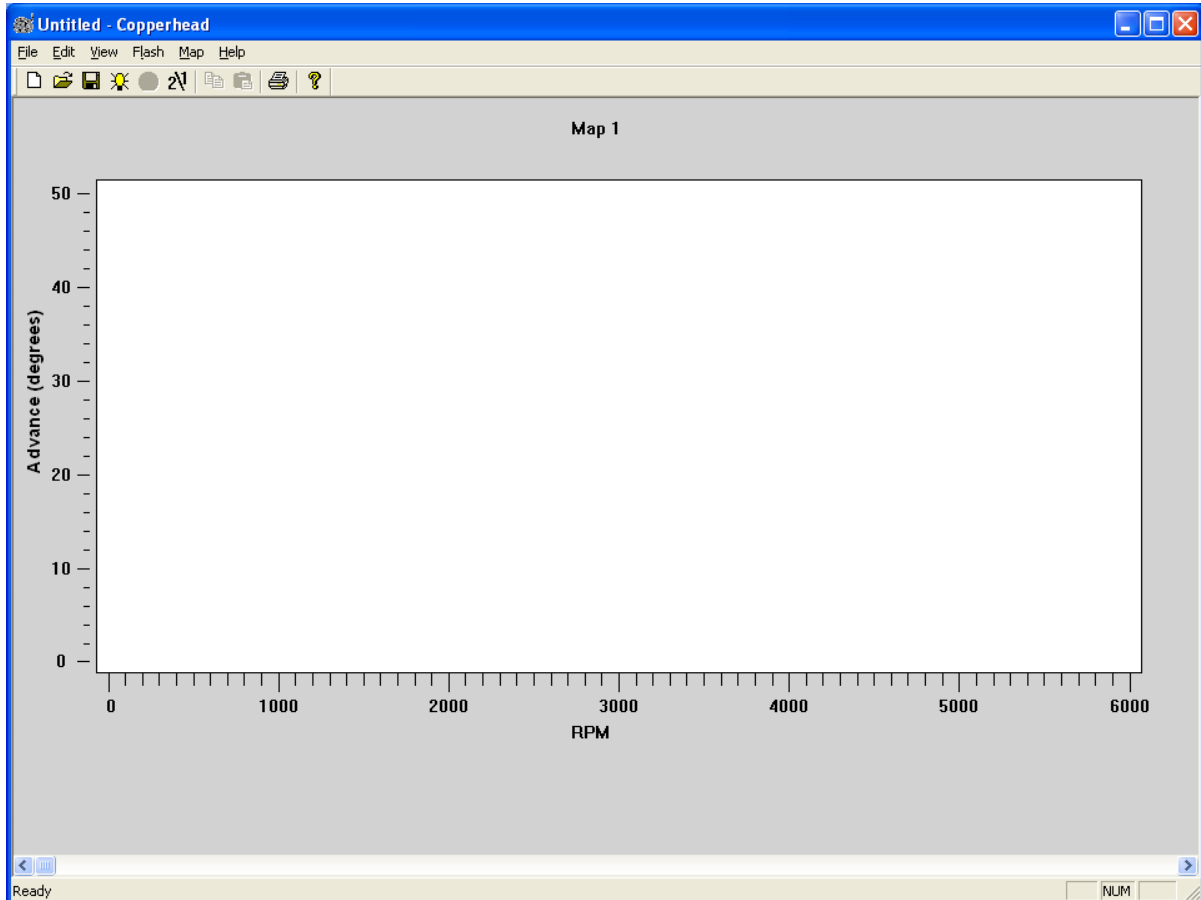 Untitled - Copperhead
File Edit View Flash Map Help
Map 1
50
40
30
20
10
0
Advance (degrees)
0 1000 2000 3000 4000 5000 6000
RPM
Ready
NUM